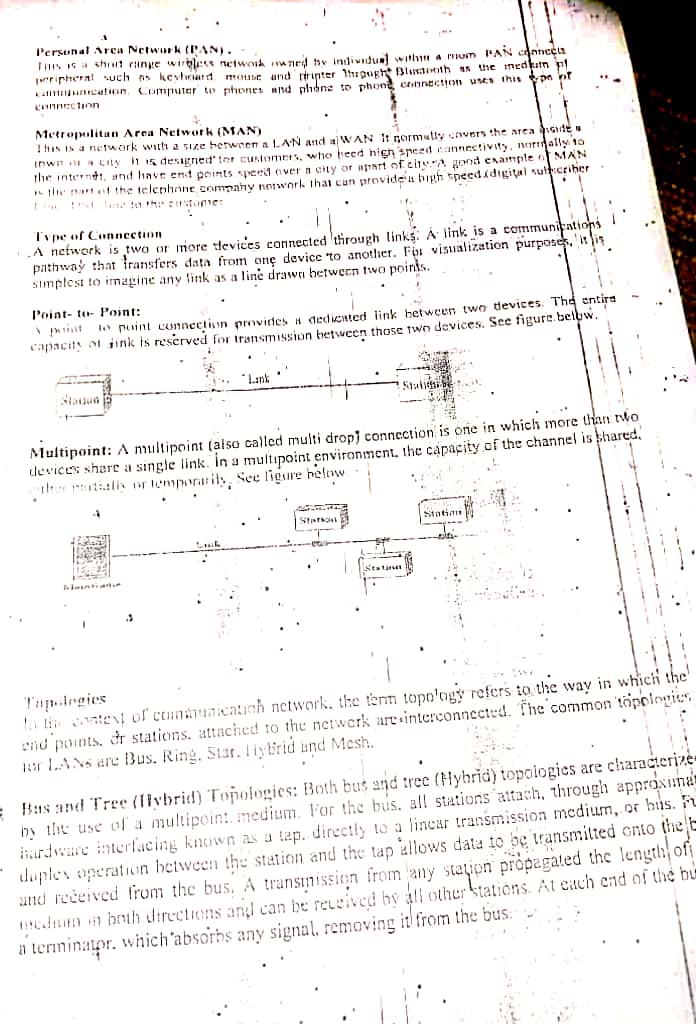 Personal Area Network (PAN).
This is a short range wireless network owned by individual within a room PAN connects
peripheral such as keyboard, mouse and printer through Bluetooth as the medium of
communication. Computer to phones and phone to phone connection uses this type of
connection
Metropolitan Area Network (MAN)
This is a network with a size between a LAN and a WAN. It normally covers the area inside a
town or a city. It is designed for customers, who need high speed connectivity, normally to
the internet, and have end points speed over a city or apart of city. A good example of MAN
is the part of the telephone company network that can provide a high speed digital subscriber
line to the customer
Type of Connection
A network is two or more devices connected through links. A link is a communications
pathway that transfers data from one device to another. For visualization purposes, it is
simplest to imagine any link as a line drawn between two points.
Point- to- Point:
A point to point connection provides a dedicated link between two devices. The entire
capacity of link is reserved for transmission between those two devices. See figure below.
Link
Station
Station
Multipoint: A multipoint (also called multi drop) connection is one in which more than two
devices share a single link. In a multipoint environment, the capacity of the channel is shared,
either partially or temporarily. See figure below
Station
Station
Link
Station
Mainframe
Topologies
In the context of communication network, the term topology refers to the way in which the
end points, or stations, attached to the network are interconnected. The common topologies
for LANs are Bus, Ring, Star, Hybrid and Mesh.
Bus and Tree (Hybrid) Topologies: Both bus and tree (Hybrid) topologies are characterize
by the use of a multipoint medium. For the bus, all stations attach, through
hardware interfacing known as a tap, directly to a linear transmission medium, or bus. Fu
duplex operation between the station and the tap allows data to be transmitted onto the b
and received from the bus. A transmission from any station propagated the length of
medium in both directions and can be received by all other stations. At each end of the bu
a terminator, which absorbs any signal, removing it from the bus.